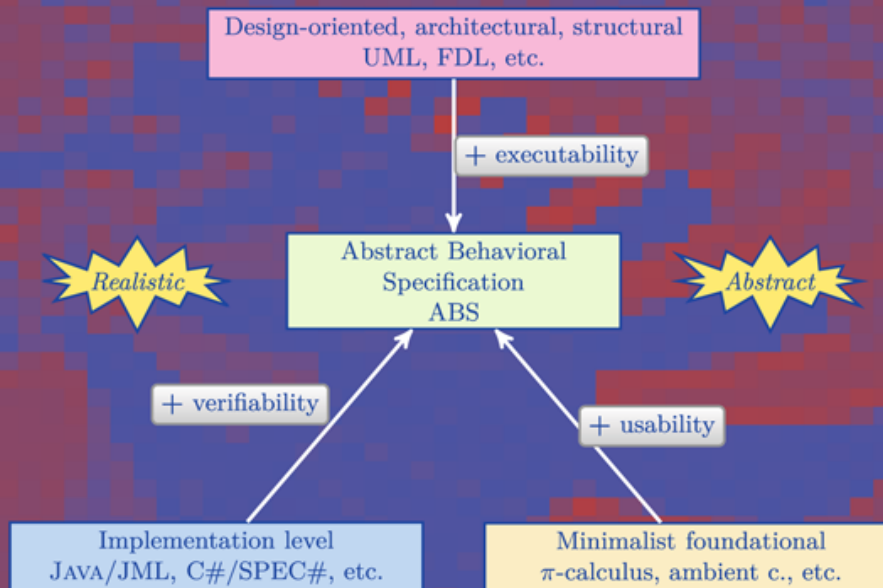 Design-oriented, architectural, structural
UML, FDL, etc.
+ executability
Abstract Behavioral
Specification
ABS
Realistic
Abstract
+ verifiability
+ usability
Implementation level
JAVA/JML, C#/SPEC#, etc.
Minimalist foundational
π-calculus, ambient c., etc.